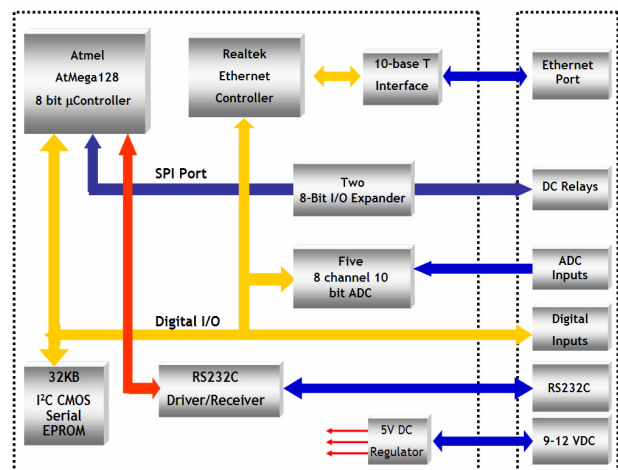 Atmel
AtMega128
8 bit µController
Realtek
Ethernet
Controller
10-base T
Interface
Ethernet
Port
SPI Port
Two
8-Bit I/O Expander
DC Relays
Five
8 channel 10
bit ADC
ADC
Inputs
Digital I/O
Digital
Inputs
32KB
I²C CMOS
Serial
EPROM
RS232C
Driver/Receiver
RS232C
5V DC
Regulator
9-12 VDC